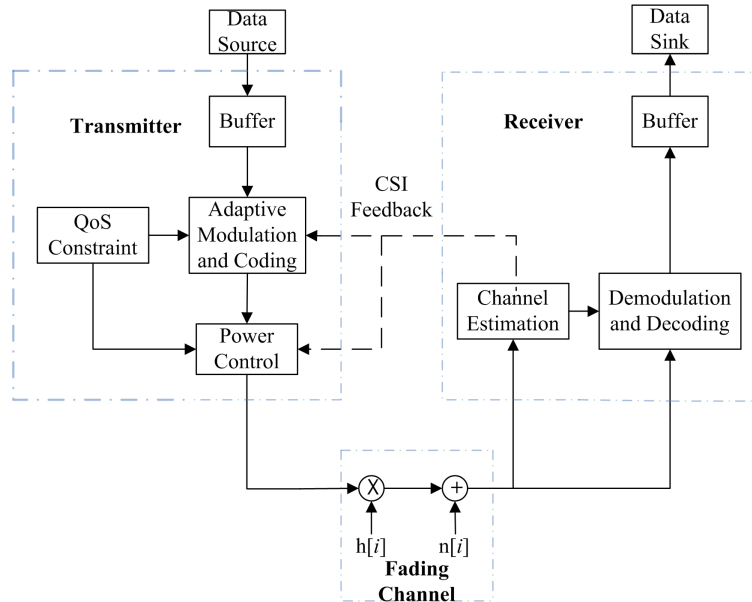 Data
Source
Data
Sink
Transmitter
Buffer
Receiver
Buffer
CSI
Feedback
QoS
Constraint
Adaptive
Modulation
and Coding
Channel
Estimation
Demodulation
and Decoding
Power
Control
X
+
h[i]
n[i]
Fading
Channel